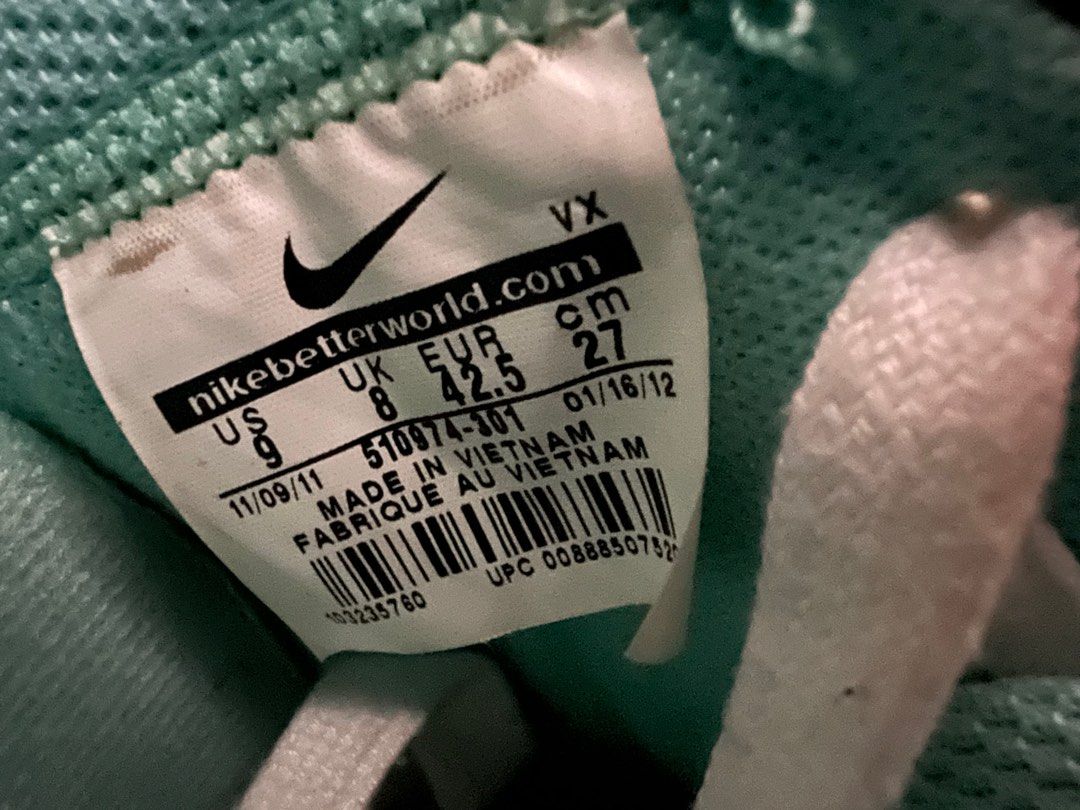 VX
nikebetterworld.com
US UK EUR cm
9 8 42.5 27
11/09/11 510974-301 01/16/12
MADE IN VIETNAM
FABRIQUÉ AU VIETNAM
UPC